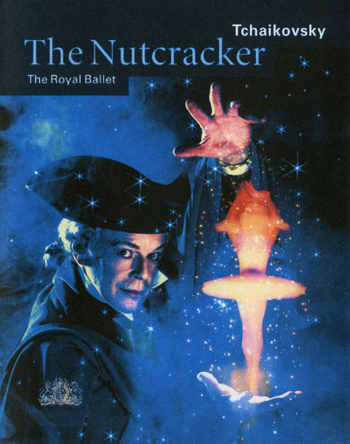 Tchaikovsky
The Nutcracker
The Royal Ballet